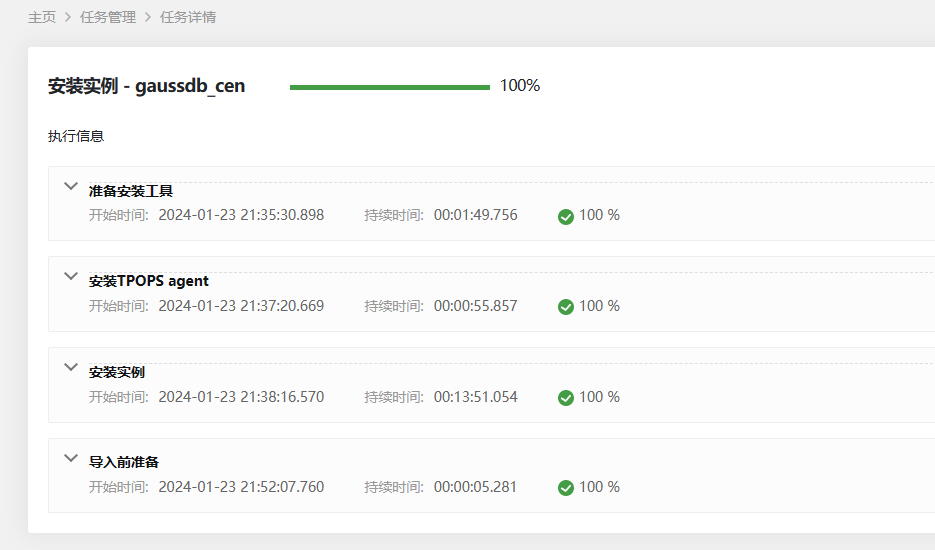 主页 > 任务管理 > 任务详情
安装实例 - gaussdb_cen 100%
执行信息
准备安装工具
开始时间: 2024-01-23 21:35:30.898 持续时间: 00:01:49.756 100 %
安装TPOPS agent
开始时间: 2024-01-23 21:37:20.669 持续时间: 00:00:55.857 100 %
安装实例
开始时间: 2024-01-23 21:38:16.570 持续时间: 00:13:51.054 100 %
导入前准备
开始时间: 2024-01-23 21:52:07.760 持续时间: 00:00:05.281 100 %